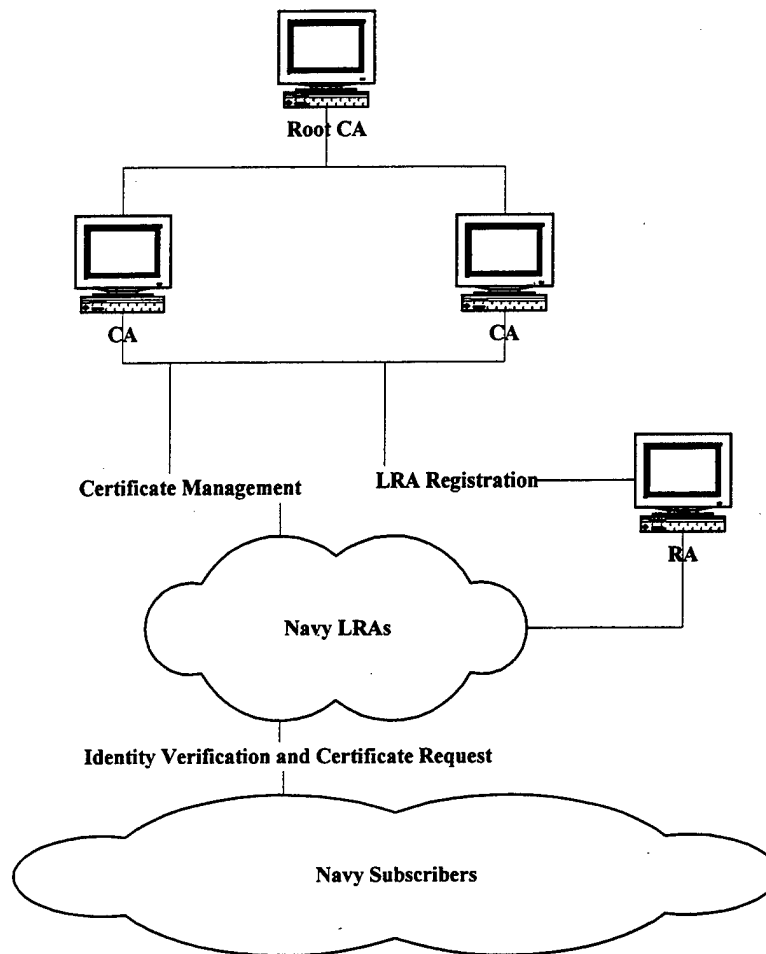 Root CA
CA
CA
Certificate Management
LRA Registration
RA
Navy LRAs
Identity Verification and Certificate Request
Navy Subscribers